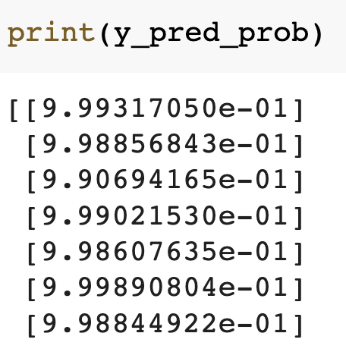 print(y_pred_prob)
[[9.99317050e-01]
[9.98856843e-01]
[9.90694165e-01]
[9.99021530e-01]
[9.98607635e-01]
[9.99890804e-01]
[9.98844922e-01]